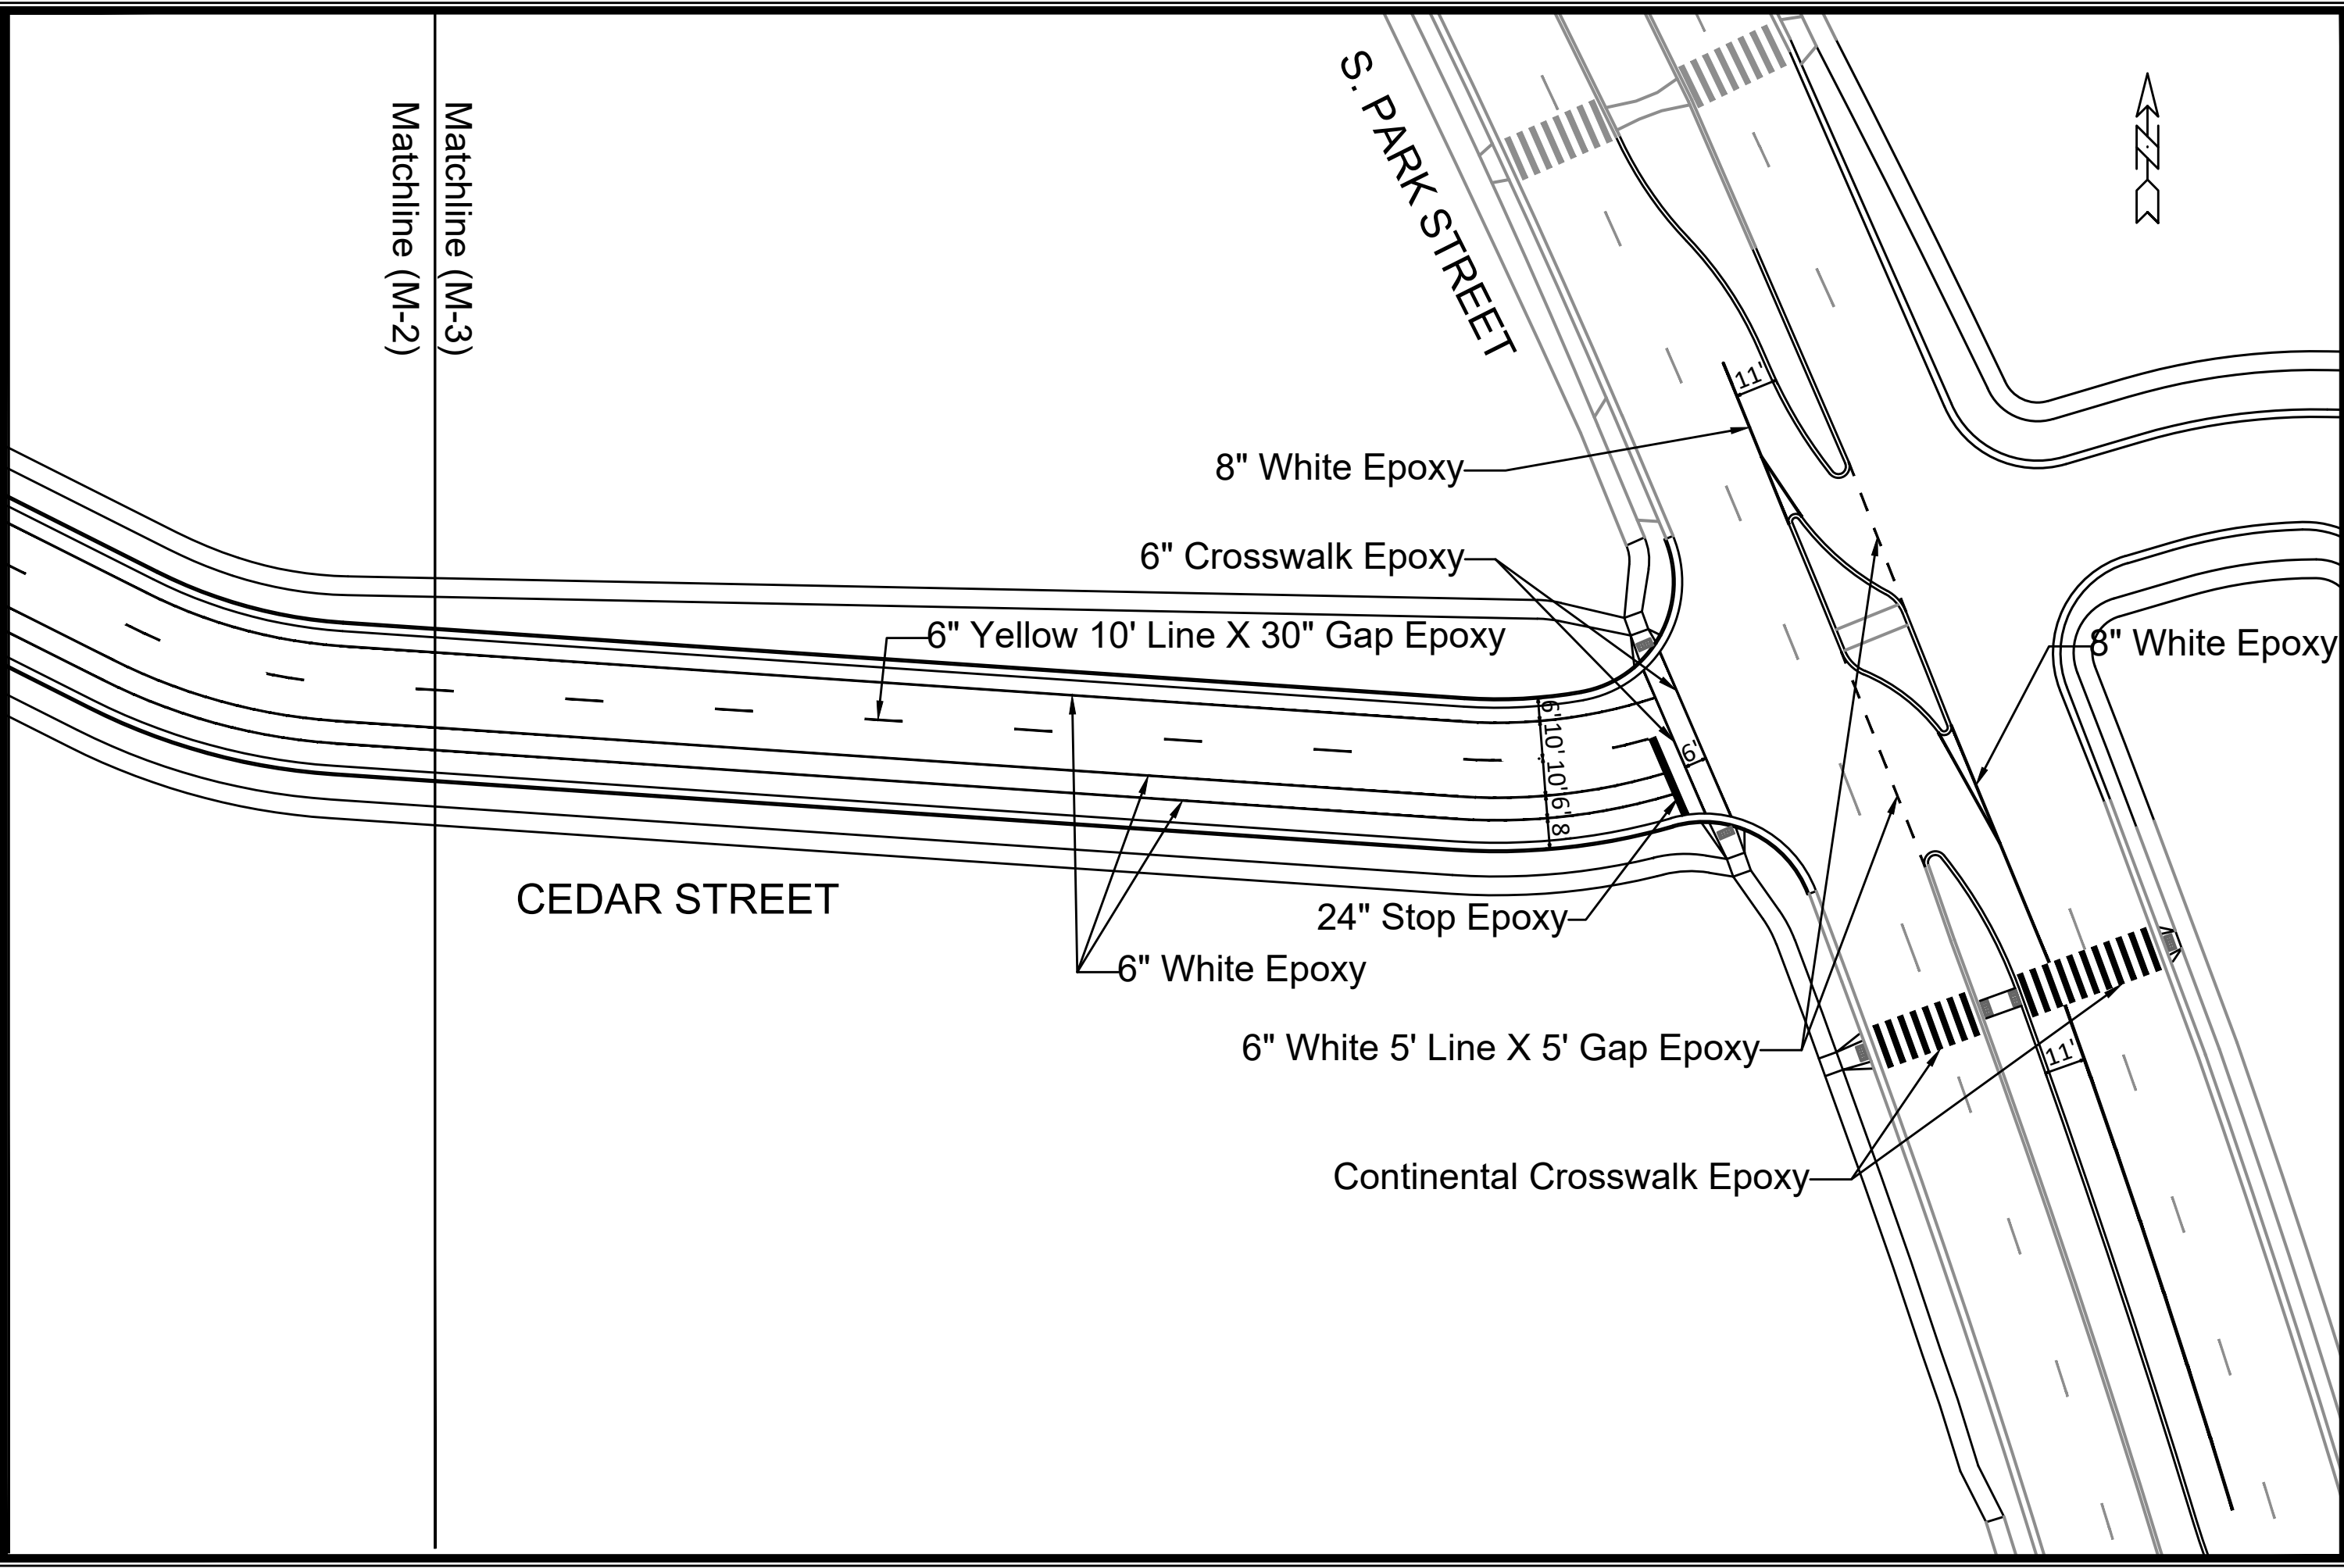 S. PARK STREET
Matchline (M-3)
Matchline (M-2)
11'
8" White Epoxy
6" Crosswalk Epoxy
6" Yellow 10' Line X 30" Gap Epoxy
8" White Epoxy
6'
10'
10'
6'
8'
6'
CEDAR STREET
24" Stop Epoxy
6" White Epoxy
6" White 5' Line X 5' Gap Epoxy
11'
Continental Crosswalk Epoxy
N